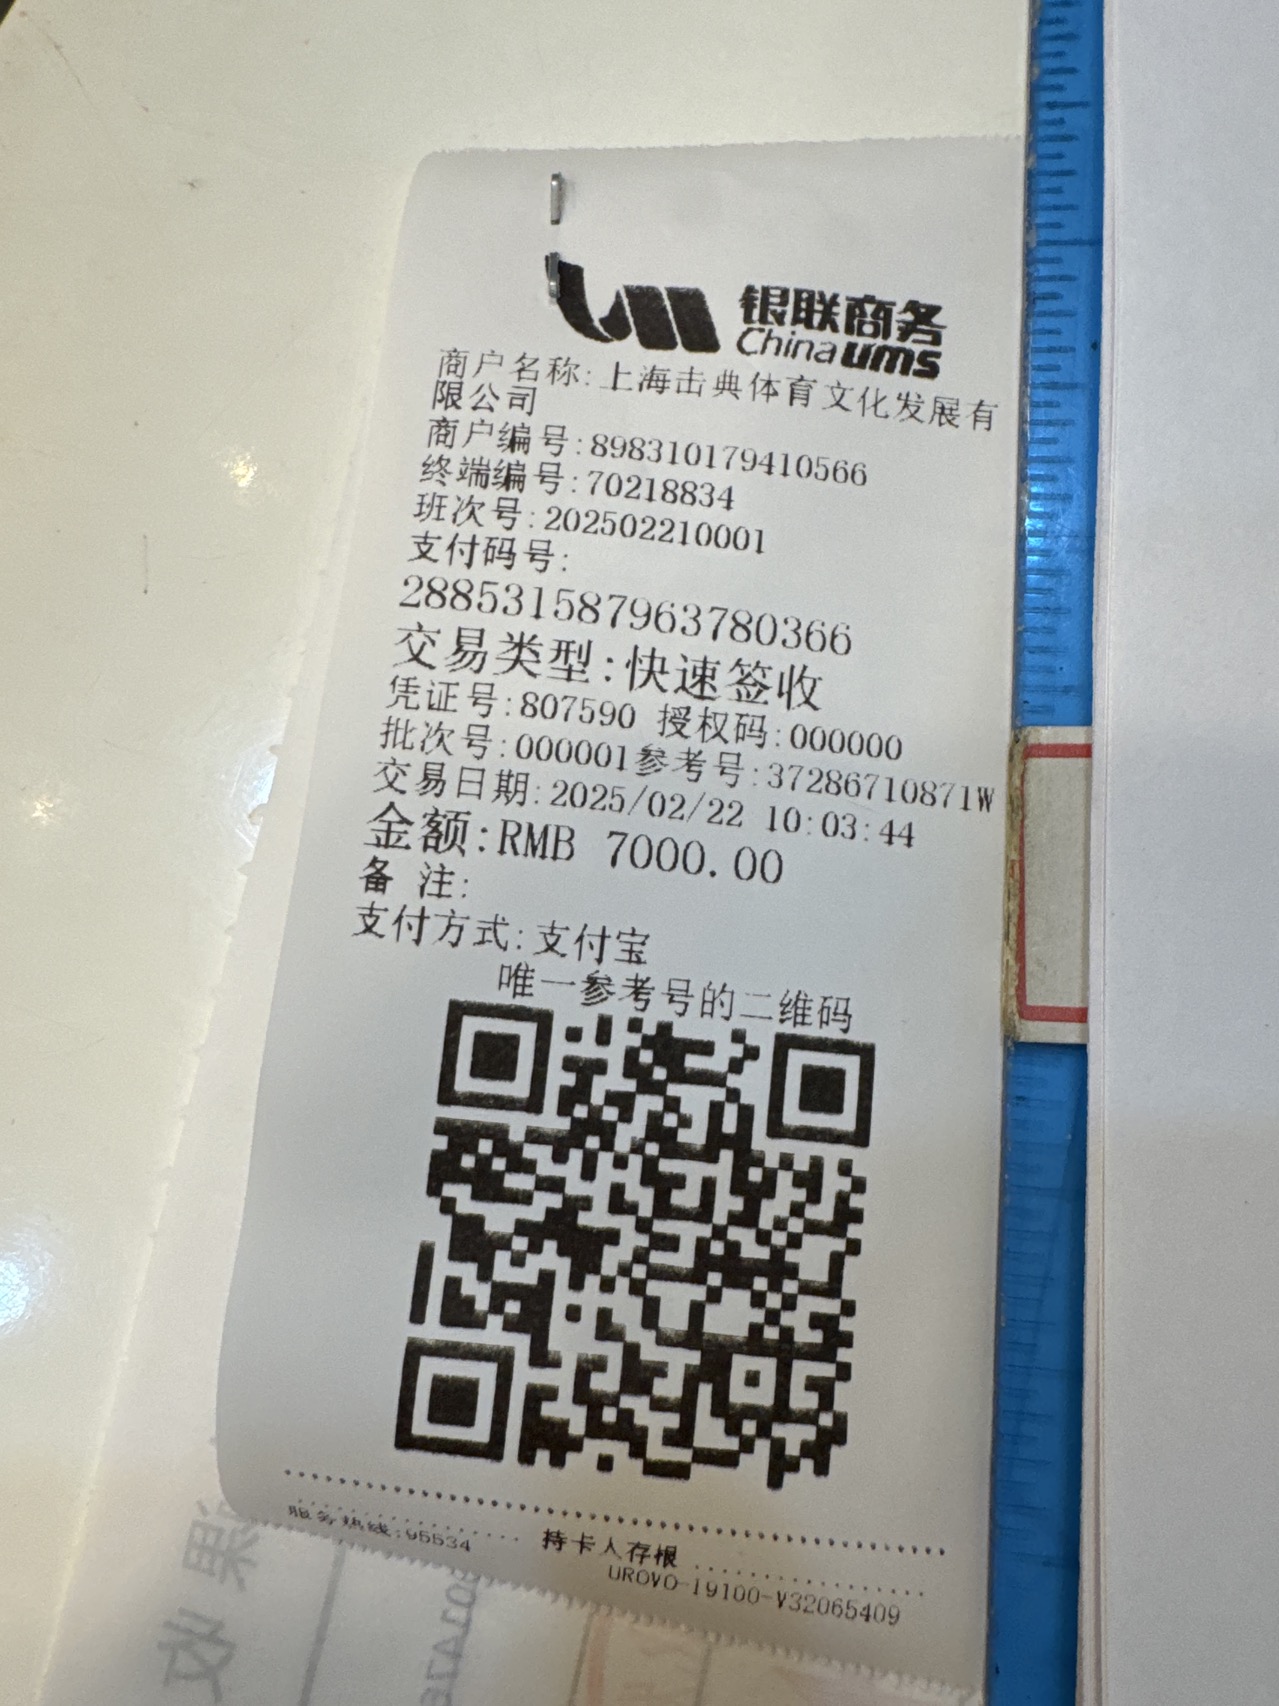 银联商务
Chinaums
商户名称:上海击典体育文化发展有
限公司
商户编号:898310179410566
终端编号:70218834
班次号:202502210001
支付码号:
288531587963780366
交易类型:快速签收
凭证号:807590 授权码:000000
批次号:000001参考号:37286710871W
交易日期:2025/02/22 10:03:44
金额:RMB 7000.00
备 注:
支付方式:支付宝
唯一参考号的二维码
服务热线:95534 持卡人存根
UROVO-I9100-V32065409